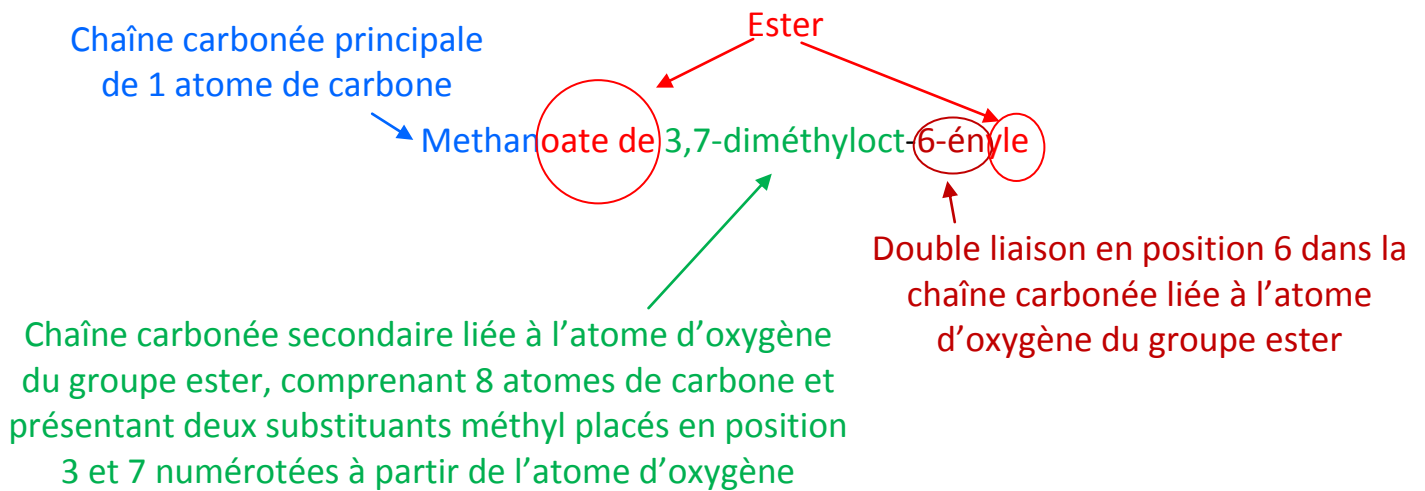 Ester
Chaîne carbonée principale
de 1 atome de carbone
Methanoate de 3,7-diméthyloct-6-ényle
Double liaison en position 6 dans la
chaîne carbonée liée à l’atome
d’oxygène du groupe ester
Chaîne carbonée secondaire liée à l’atome d’oxygène
du groupe ester, comprenant 8 atomes de carbone et
présentant deux substituants méthyl placés en position
3 et 7 numérotées à partir de l’atome d’oxygène